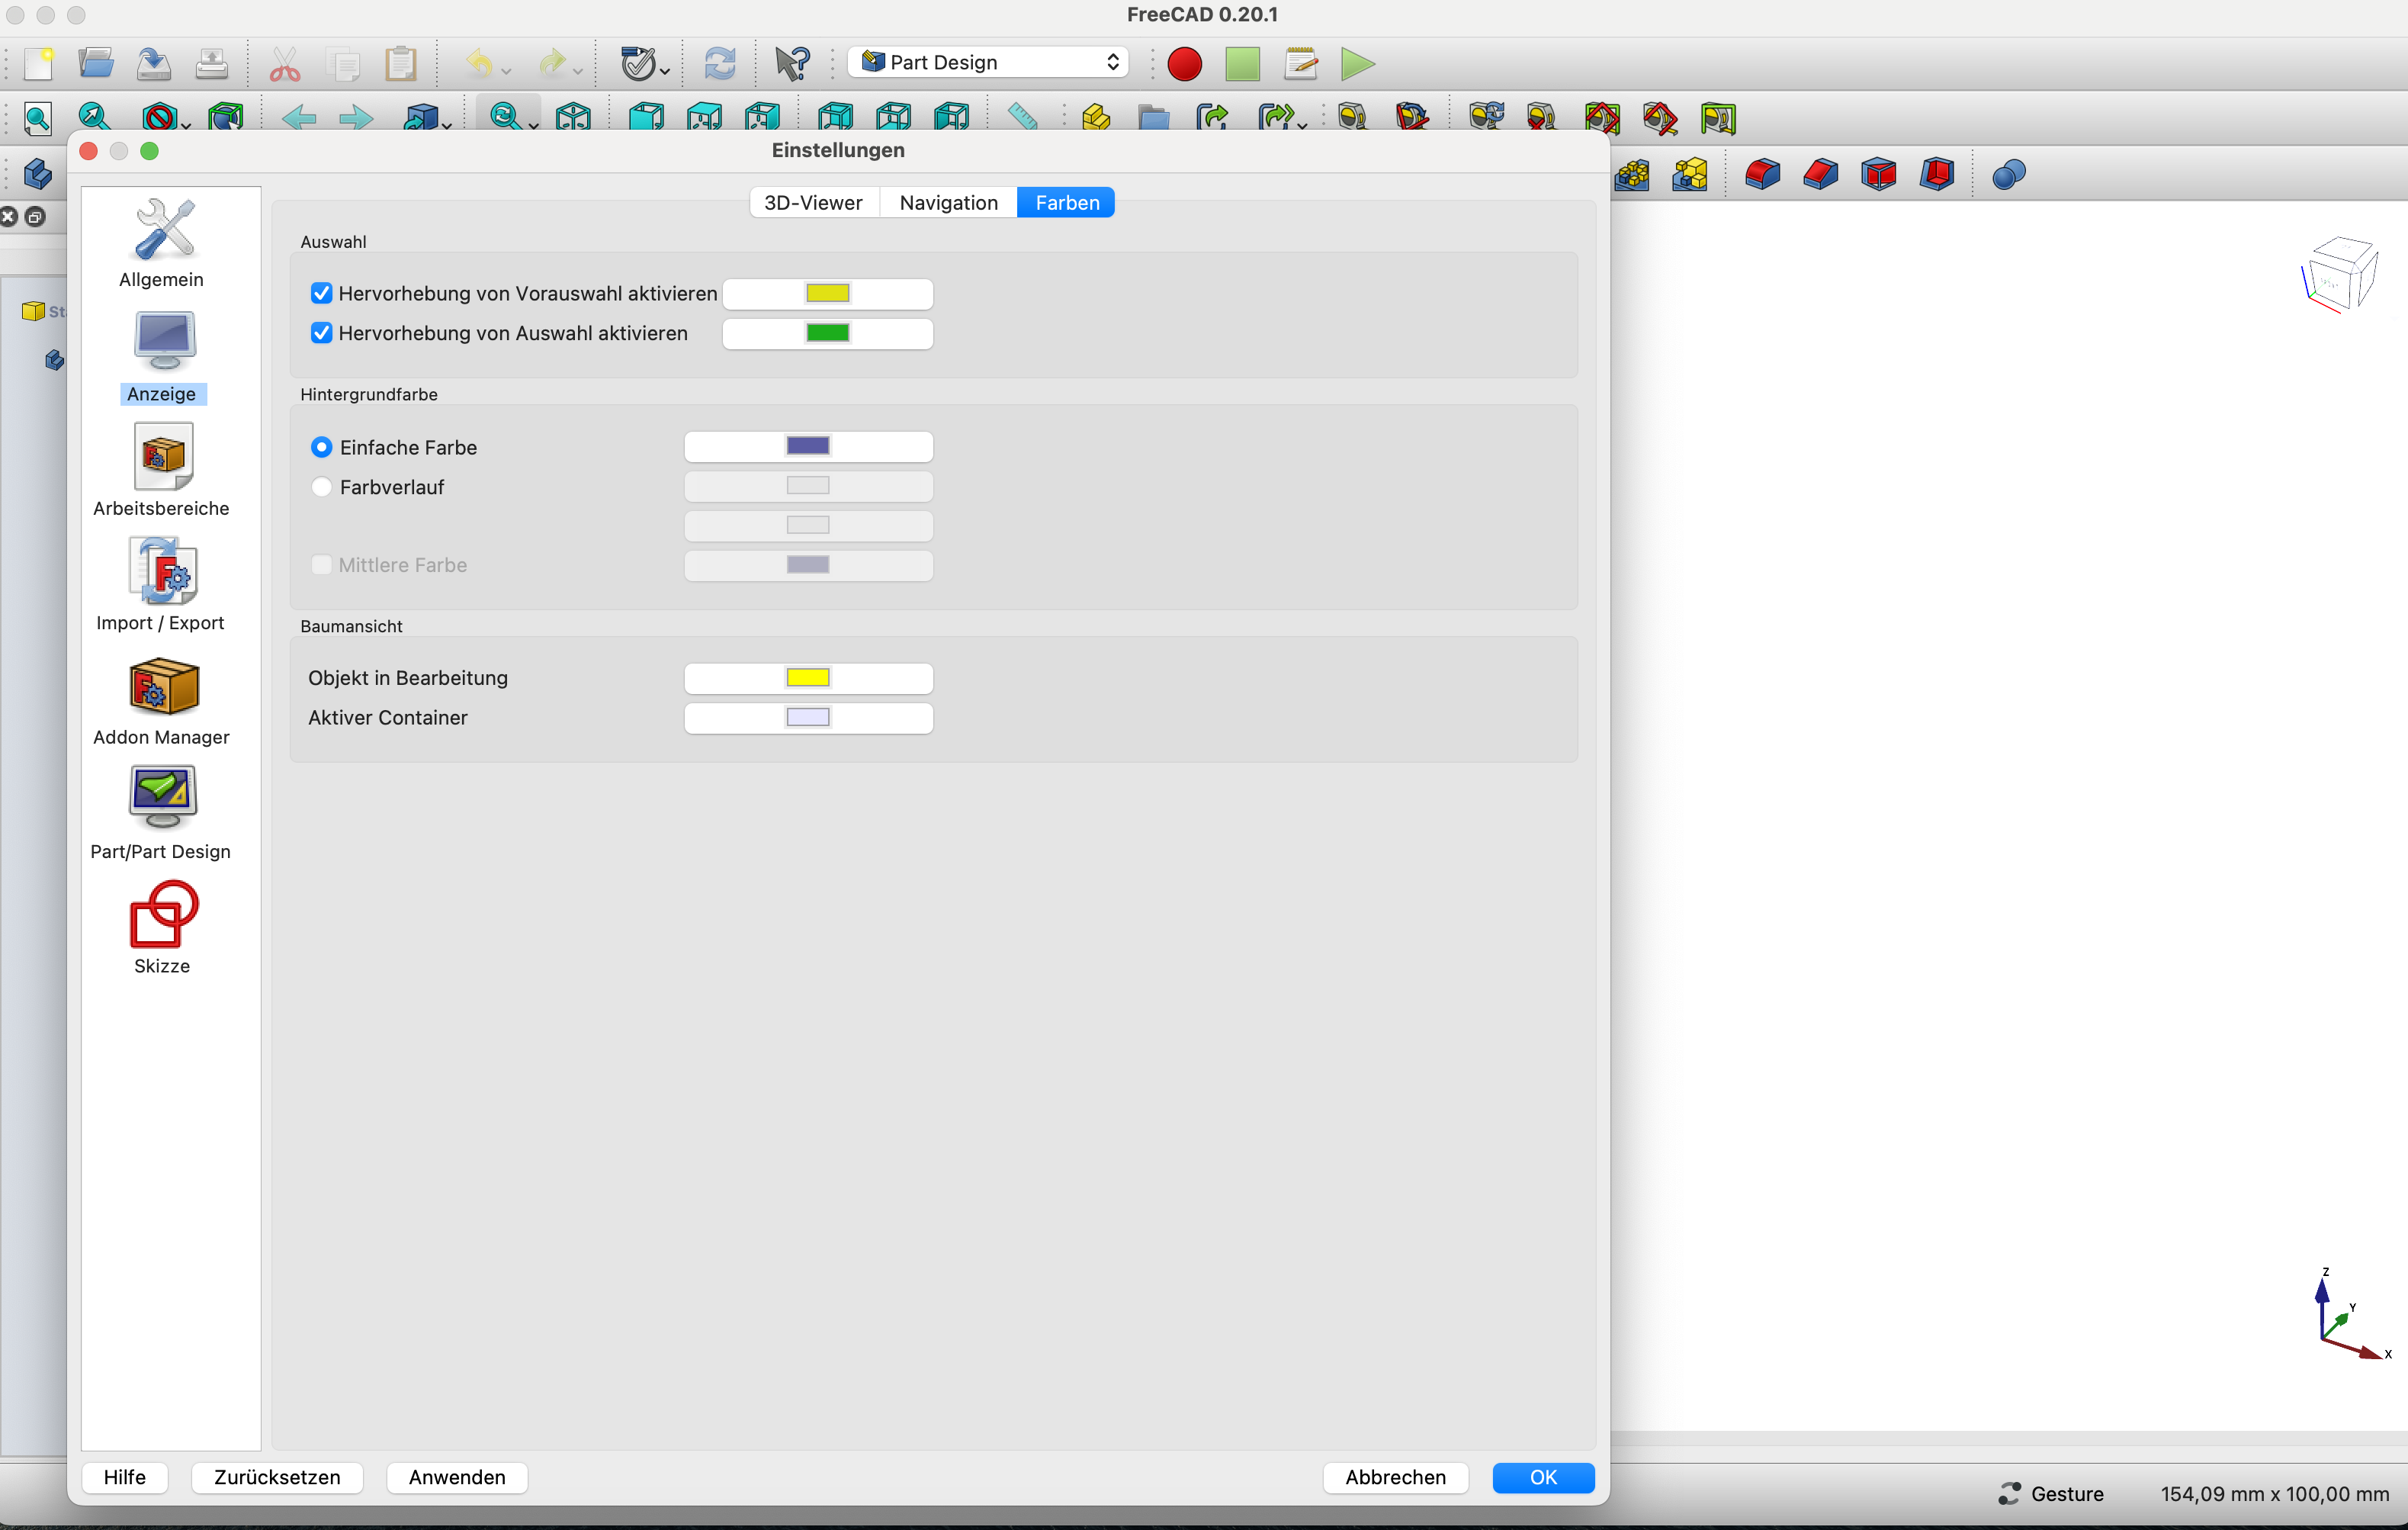 FreeCAD 0.20.1
Part Design
Einstellungen
3D-Viewer Navigation Farben
Allgemein
Anzeige
Arbeitsbereiche
Import / Export
Addon Manager
Part/Part Design
Skizze
Auswahl
Hervorhebung von Vorauswahl aktivieren
Hervorhebung von Auswahl aktivieren
Hintergrundfarbe
Einfache Farbe
Farbverlauf
Mittlere Farbe
Baumansicht
Objekt in Bearbeitung
Aktiver Container
St
Z
Y
X
Hilfe Zurücksetzen Anwenden Abbrechen OK
Gesture 154,09 mm x 100,00 mm